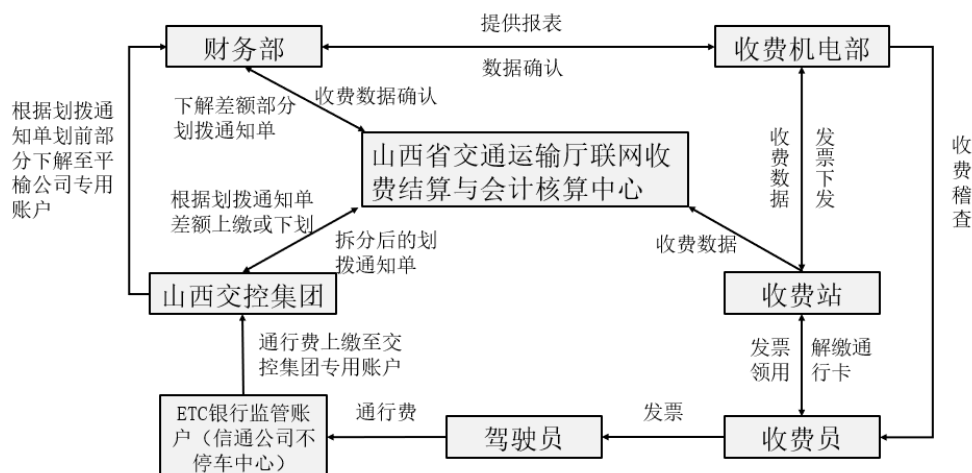 提供报表
财务部
收费机电部
数据确认
根据划拨通
知单划前部
分下解至平
榆公司专用
账户
下解差额部分
划拨通知单
收费数据确认
山西省交通运输厅联网收
费结算与会计核算中心
收费数据
发票下发
收费稽查
根据划拨通知单
差额上缴或下划
拆分后的划
拨通知单
收费数据
山西交控集团
收费站
通行费上缴至交
控集团专用账户
发票
领用
解缴通
行卡
ETC银行监管账
户（信通公司不
停车中心）
通行费
驾驶员
发票
收费员